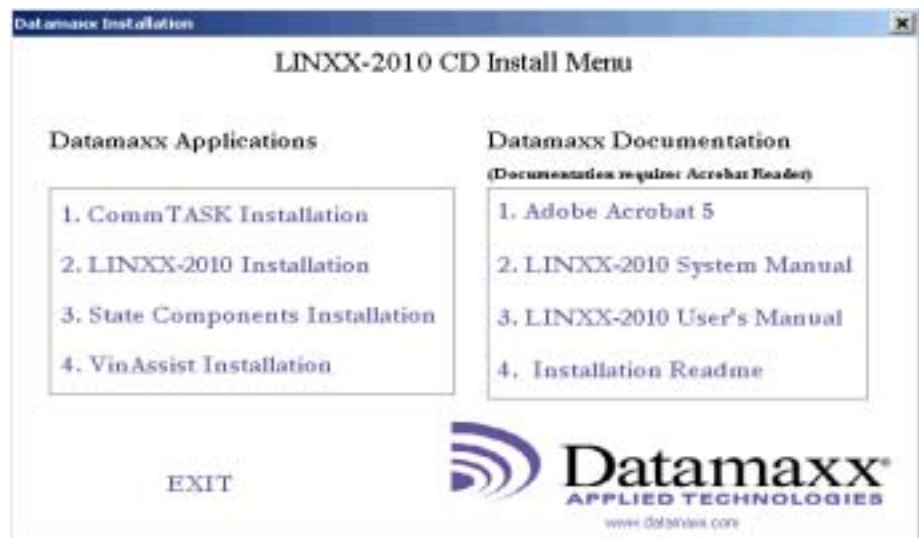 Datamaxx Installation
LINXX-2010 CD Install Menu
Datamaxx Applications
1. CommTASK Installation
2. LINXX-2010 Installation
3. State Components Installation
4. VinAssist Installation
EXIT
Datamaxx Documentation
(Documentation requires Acrobat Reader)
1. Adobe Acrobat 5
2. LINXX-2010 System Manual
3. LINXX-2010 User's Manual
4. Installation Readme
Datamaxx®
APPLIED TECHNOLOGIES
www.datamaxx.com